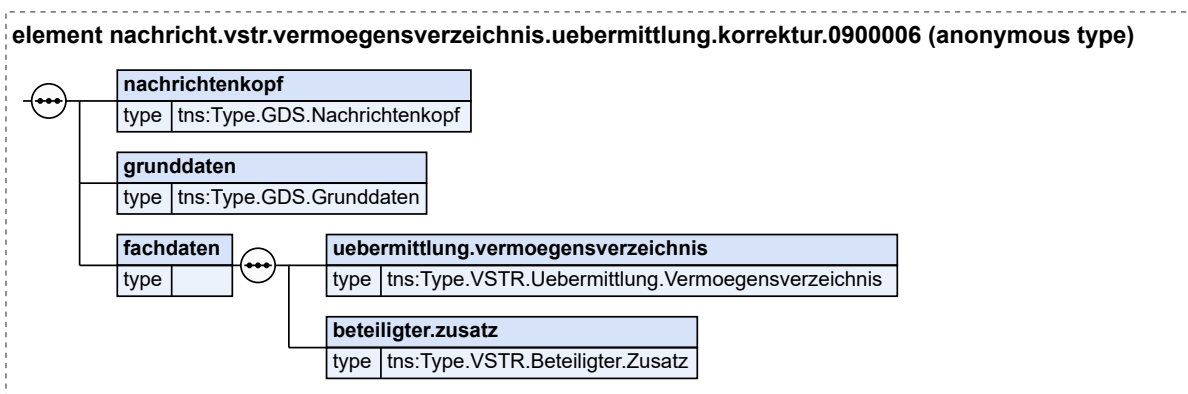 element nachricht.vstr.vermoegensverzeichnis.uebermittlung.korrektur.0900006 (anonymous type)
nachrichtenkopf
type tns:Type.GDS.Nachrichtenkopf
grunddaten
type tns:Type.GDS.Grunddaten
fachdaten
type
uebermittlung.vermoegensverzeichnis
type tns:Type.VSTR.Uebermittlung.Vermoegensverzeichnis
beteiligter.zusatz
type tns:Type.VSTR.Beteiligter.Zusatz